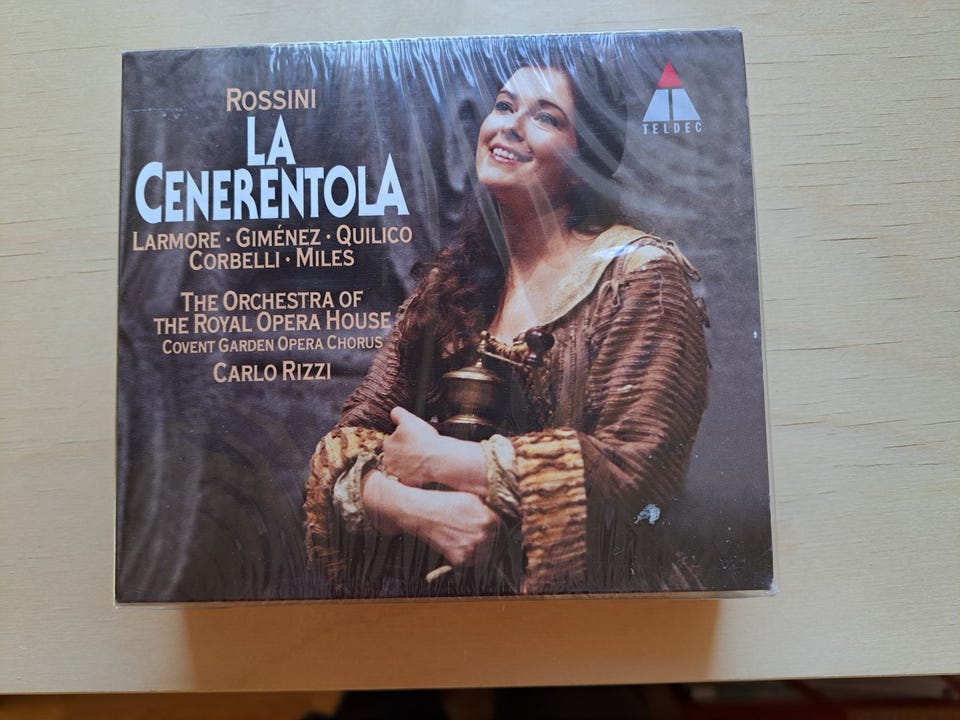 ROSSINI
LA
CENERENTOLA
LARMORE · GIMÉNEZ · QUILICO
CORBELLI · MILES
THE ORCHESTRA OF
THE ROYAL OPERA HOUSE
COVENT GARDEN OPERA CHORUS
CARLO RIZZI
TELDEC